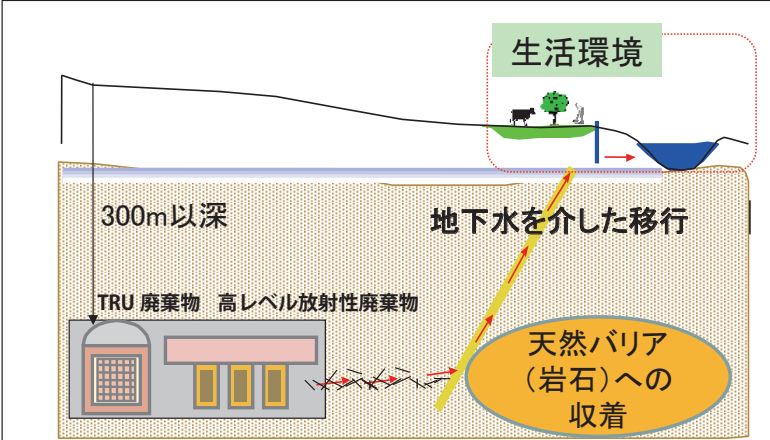 生活環境
300m以深
地下水を介した移行
TRU 廃棄物 高レベル放射性廃棄物
天然バリア
(岩石)への
収着